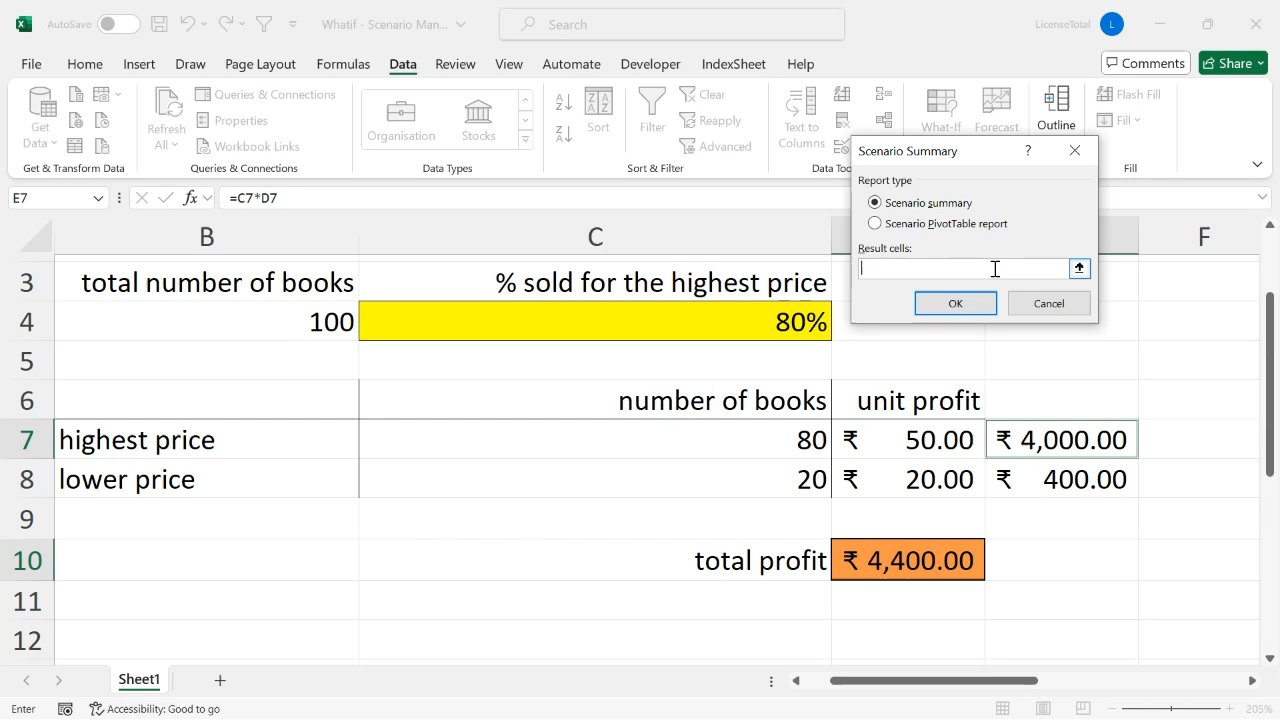 AutoSave
Whatif - Scenario Man...
Search
LicenseTotal
L
File
Home
Insert
Draw
Page Layout
Formulas
Data
Review
View
Automate
Developer
IndexSheet
Help
Comments
Share
Get
Data
Refresh
All
Queries & Connections
Properties
Workbook Links
Organisation
Stocks
Sort
Filter
Clear
Reapply
Advanced
Text to
Columns
What-If
Forecast
Outline
Flash Fill
Fill
Get & Transform Data
Queries & Connections
Data Types
Sort & Filter
Data Too
Fill
Scenario Summary
?
Report type
Scenario summary
Scenario PivotTable report
Result cells:
OK
Cancel
E7
fx
=C7*D7
B
C
F
3
total number of books
% sold for the highest price
4
100
80%
5
6
number of books
unit profit
7
highest price
80
₹ 50.00
₹ 4,000.00
8
lower price
20
₹ 20.00
₹ 400.00
9
10
total profit
₹ 4,400.00
11
12
Sheet1
Enter
Accessibility: Good to go
205%